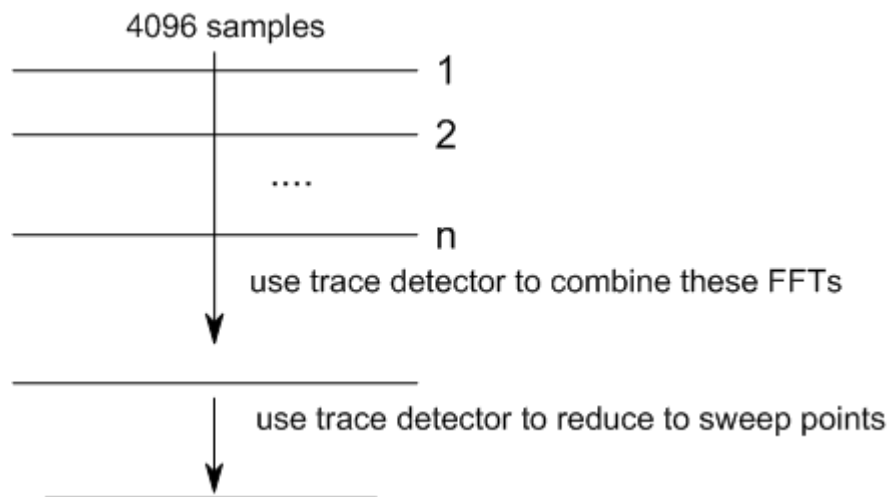 4096 samples
1
2
....
n
use trace detector to combine these FFTs
use trace detector to reduce to sweep points